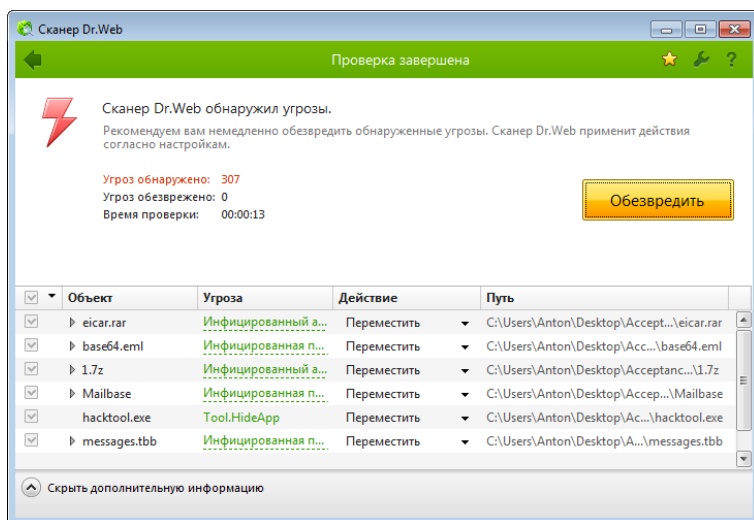 Сканер Dr.Web
Проверка завершена
?
Сканер Dr.Web обнаружил угрозы.
Рекомендуем вам немедленно обезвредить обнаруженные угрозы. Сканер Dr.Web применит действия
согласно настройкам.
Угроз обнаружено: 307
Угроз обезврежено: 0
Время проверки: 00:00:13
Обезвредить
Объект Угроза Действие Путь
eicar.rar Инфицированный а... Переместить C:\Users\Anton\Desktop\Accept...\eicar.rar
base64.eml Инфицированная п... Переместить C:\Users\Anton\Desktop\Acc...\base64.eml
1.7z Инфицированный а... Переместить C:\Users\Anton\Desktop\Acceptanc...\1.7z
Mailbase Инфицированная п... Переместить C:\Users\Anton\Desktop\Accep...\Mailbase
hacktool.exe Tool.HideApp Переместить C:\Users\Anton\Desktop\Ac...\hacktool.exe
messages.tbb Инфицированная п... Переместить C:\Users\Anton\Desktop\A...\messages.tbb
Скрыть дополнительную информацию